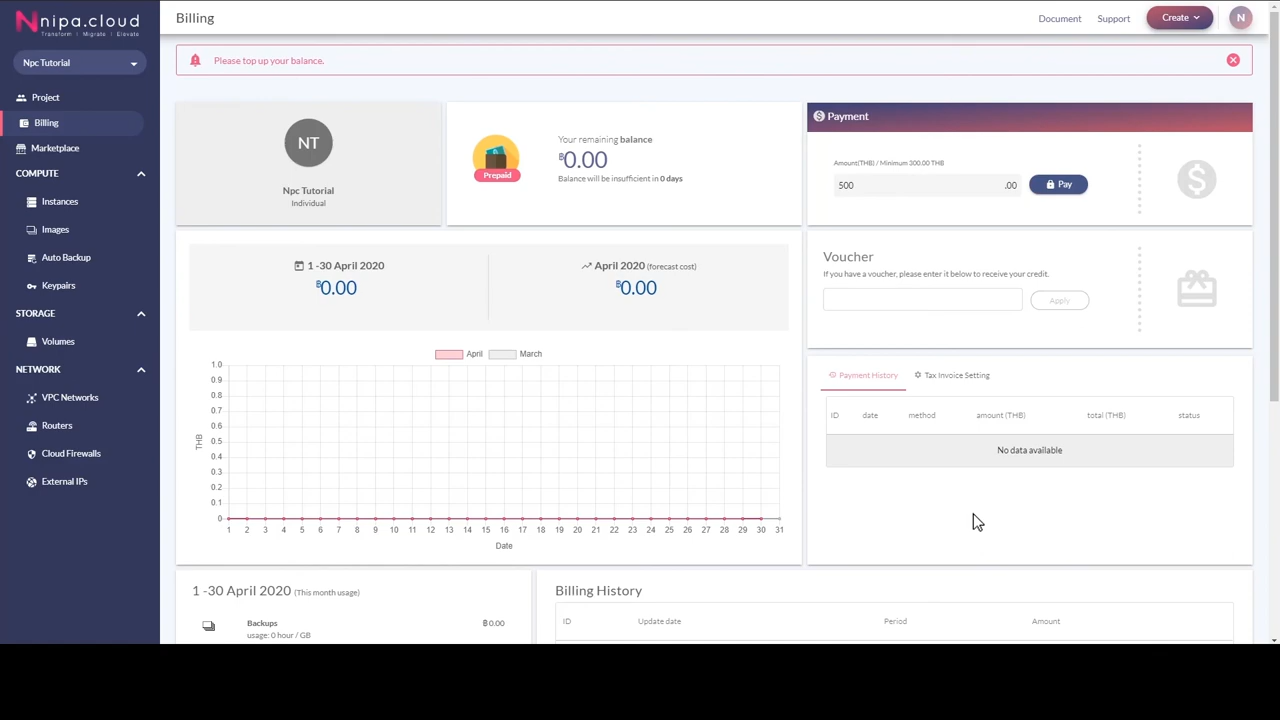 nipa.cloud
Transform | Migrate | Elevate
Billing
Document
Support
Create
N
Npc Tutorial
Please top up your balance.
Project
Billing
Marketplace
COMPUTE
Instances
Images
Auto Backup
Keypairs
STORAGE
Volumes
NETWORK
VPC Networks
Routers
Cloud Firewalls
External IPs
NT
Npc Tutorial
Individual
Prepaid
Your remaining balance
฿0.00
Balance will be insufficient in 0 days
Payment
Amount(THB) / Minimum 300.00 THB
500 .00
Pay
1 -30 April 2020
฿0.00
April 2020 (forecast cost)
฿0.00
Voucher
If you have a voucher, please enter it below to receive your credit.
Apply
April March
1.0
0.9
0.8
0.7
0.6
0.5
0.4
0.3
0.2
0.1
0
THB
1 2 3 4 5 6 7 8 9 10 11 12 13 14 15 16 17 18 19 20 21 22 23 24 25 26 27 28 29 30 31
Date
Payment History
Tax Invoice Setting
ID date method amount (THB) total (THB) status
No data available
1 -30 April 2020 (This month usage)
Backups ฿0.00
usage: 0 hour / GB
Billing History
ID Update date Period Amount